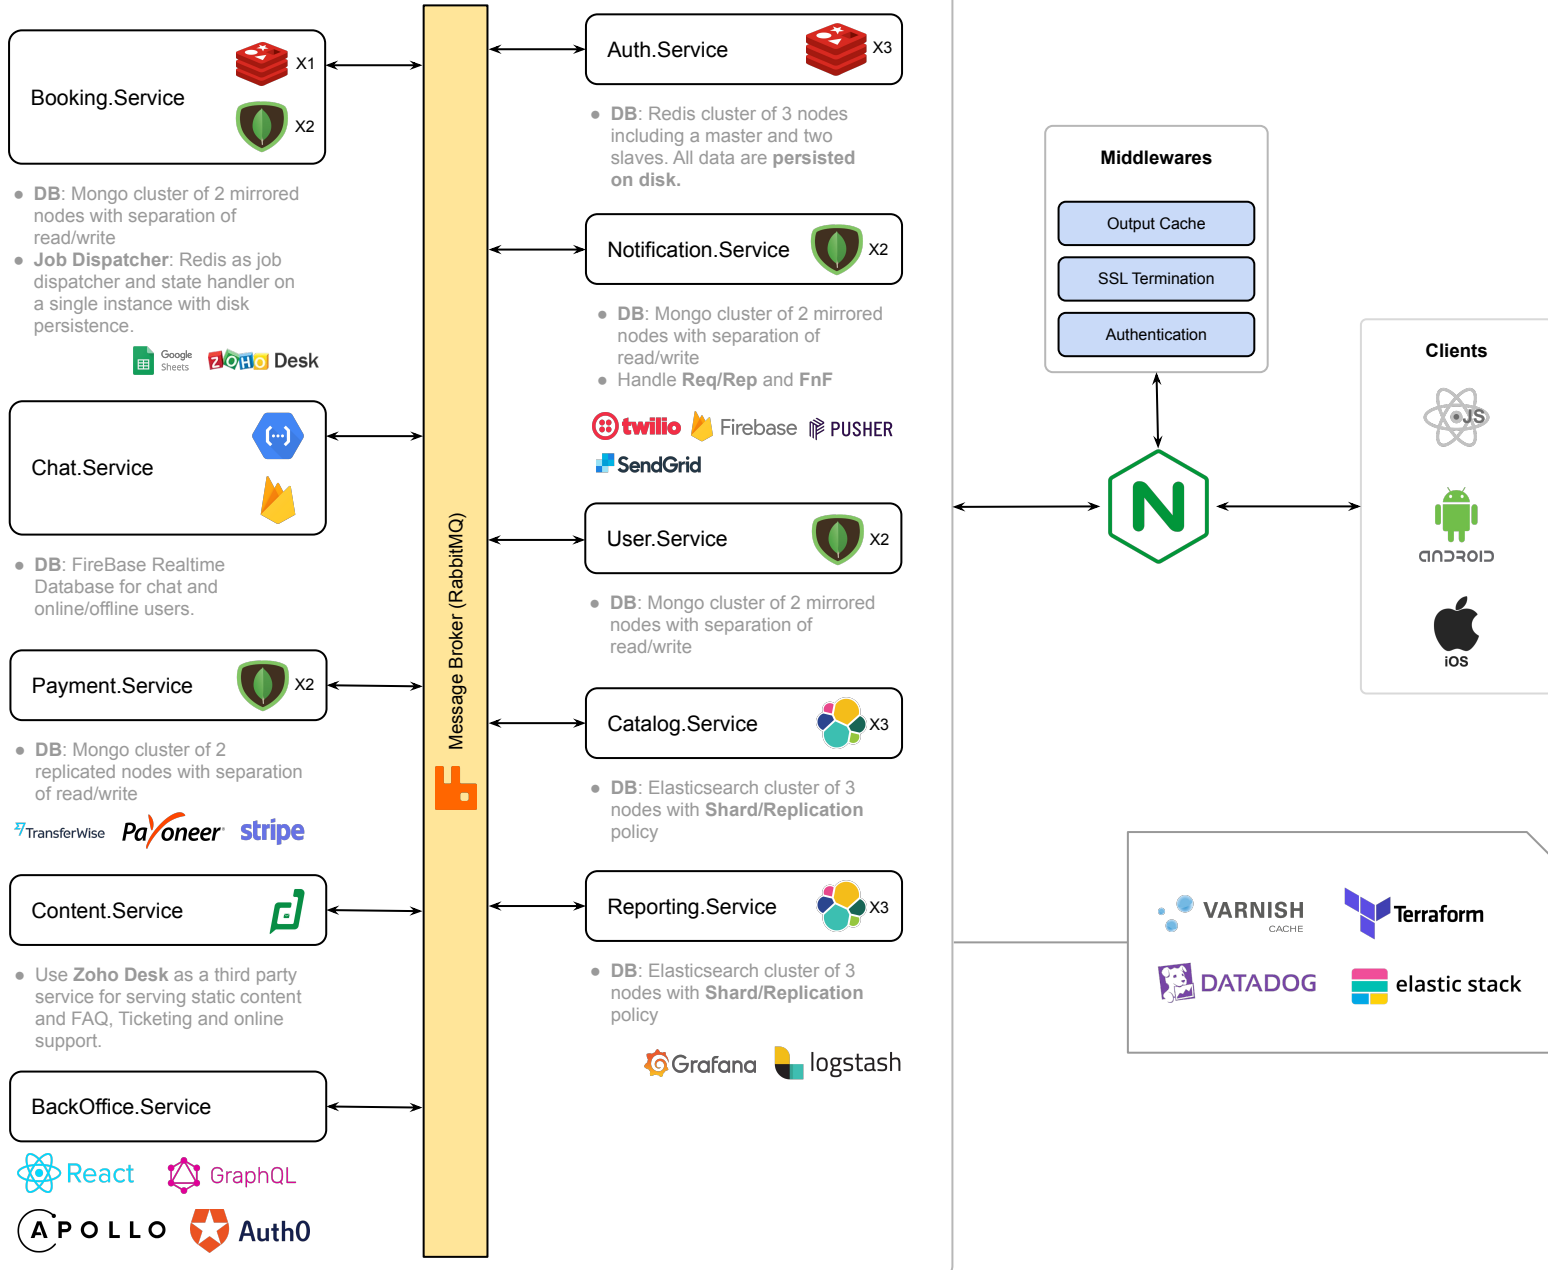 Booking.Service
X1
X2
● DB: Mongo cluster of 2 mirrored
nodes with separation of
read/write
● Job Dispatcher: Redis as job
dispatcher and state handler on
a single instance with disk
persistence.
Google
Sheets
ZOHO Desk
Chat.Service
● DB: FireBase Realtime
Database for chat and
online/offline users.
Payment.Service
X2
● DB: Mongo cluster of 2
replicated nodes with separation
of read/write
TransferWise
Payoneer
stripe
Content.Service
● Use Zoho Desk as a third party
service for serving static content
and FAQ, Ticketing and online
support.
BackOffice.Service
React
GraphQL
APOLLO
Auth0
Message Broker (RabbitMQ)
Auth.Service
X3
● DB: Redis cluster of 3 nodes
including a master and two
slaves. All data are persisted
on disk.
Notification.Service
X2
● DB: Mongo cluster of 2 mirrored
nodes with separation of
read/write
● Handle Req/Rep and FnF
twilio
Firebase
PUSHER
SendGrid
User.Service
X2
● DB: Mongo cluster of 2 mirrored
nodes with separation of
read/write
Catalog.Service
X3
● DB: Elasticsearch cluster of 3
nodes with Shard/Replication
policy
Reporting.Service
X3
● DB: Elasticsearch cluster of 3
nodes with Shard/Replication
policy
Grafana
logstash
Middlewares
Output Cache
SSL Termination
Authentication
N
Clients
JS
ANDROID
iOS
VARNISH
CACHE
Terraform
DATADOG
elastic stack